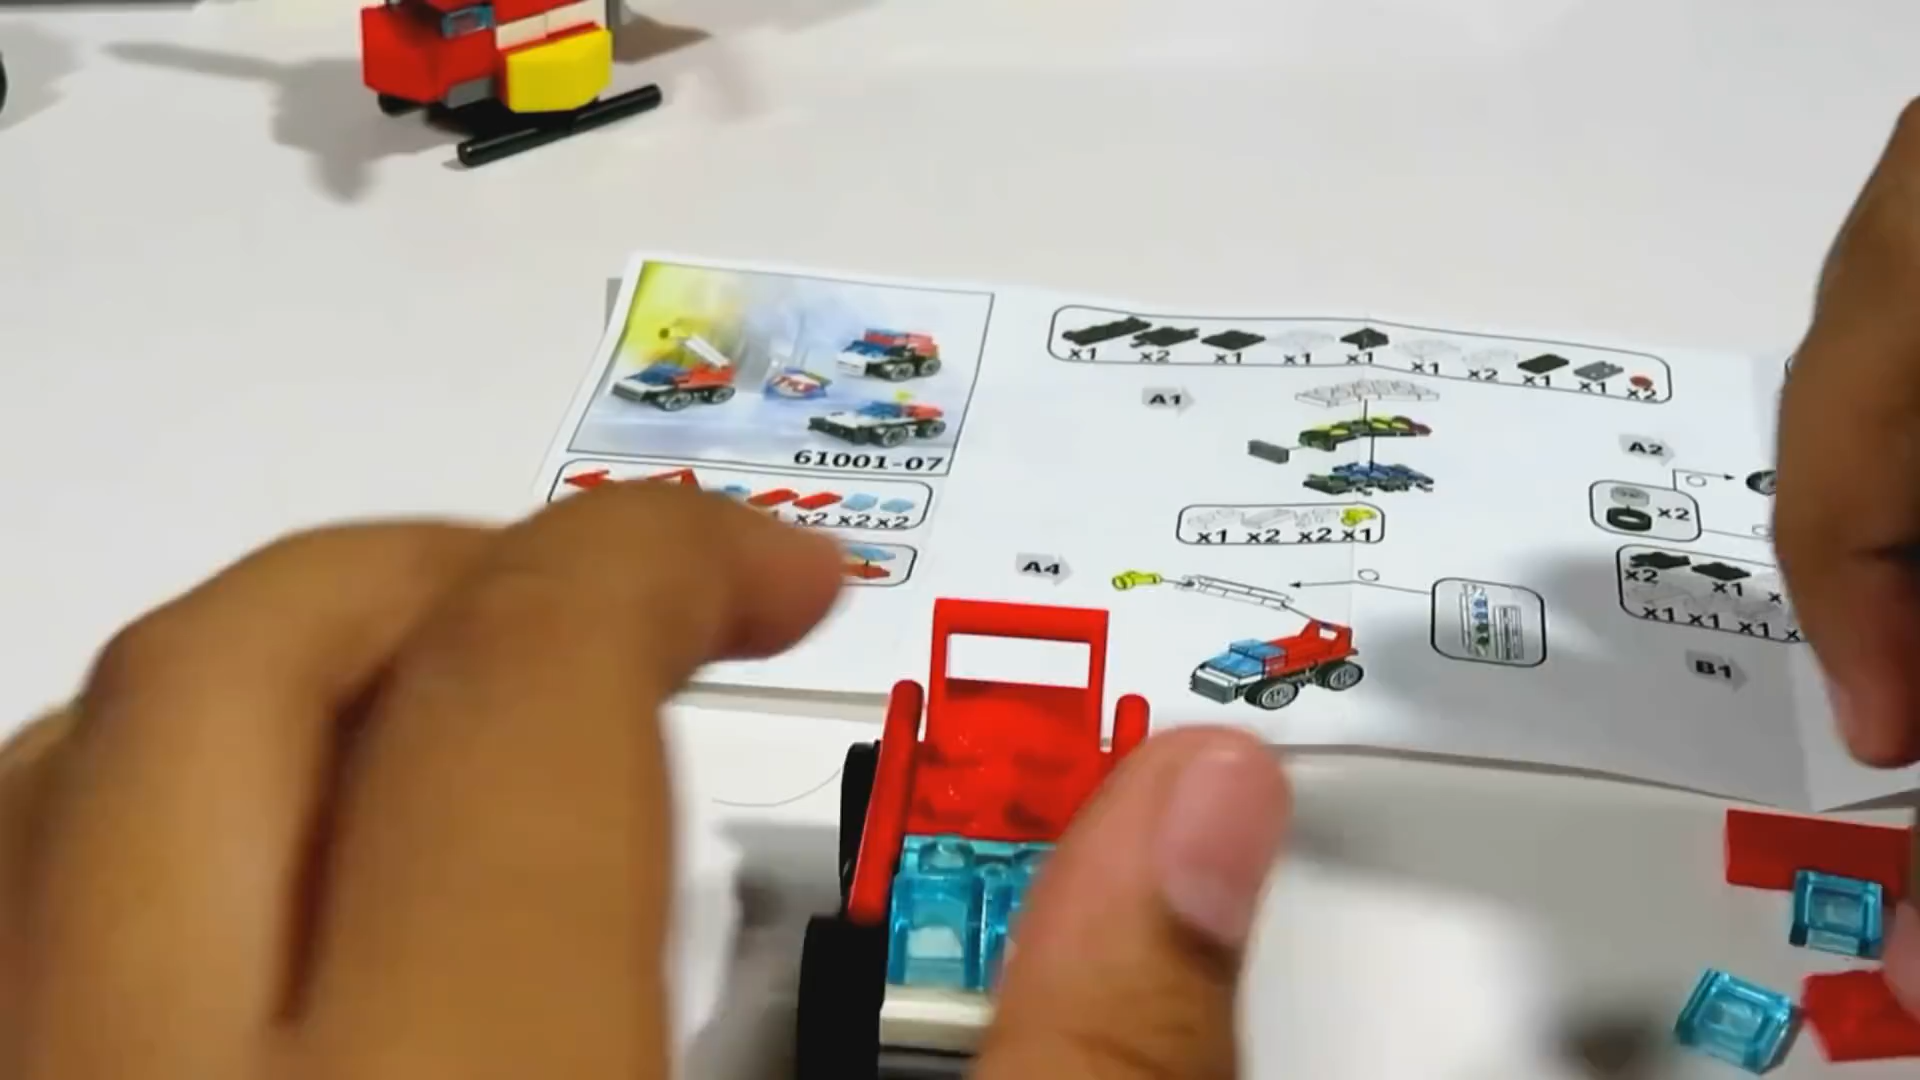 61001-07
x2 x2 x2
x1 x2 x1 x1 x1 x1 x2 x1 x1 x2
A1
A2
x2
x1 x2 x2 x1
A4
x2 x1
x1 x1 x1
B1